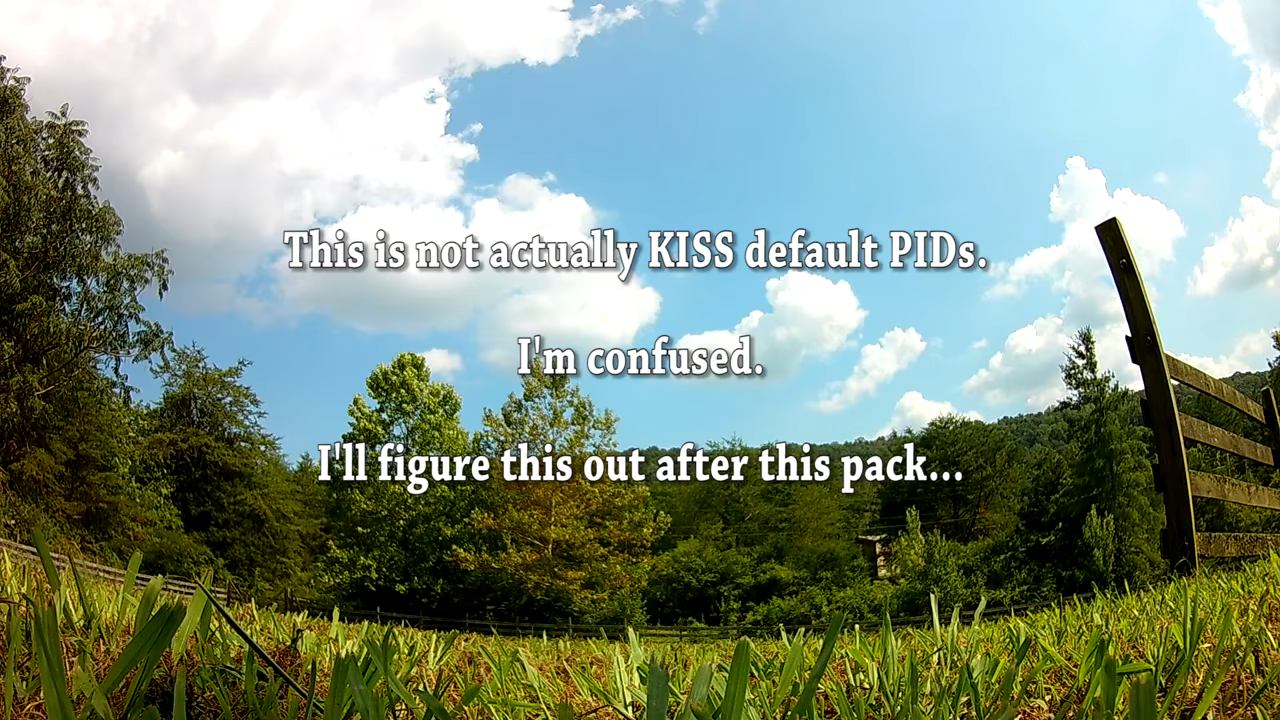 This is not actually KISS default PIDs.
I'm confused.
I'll figure this out after this pack...